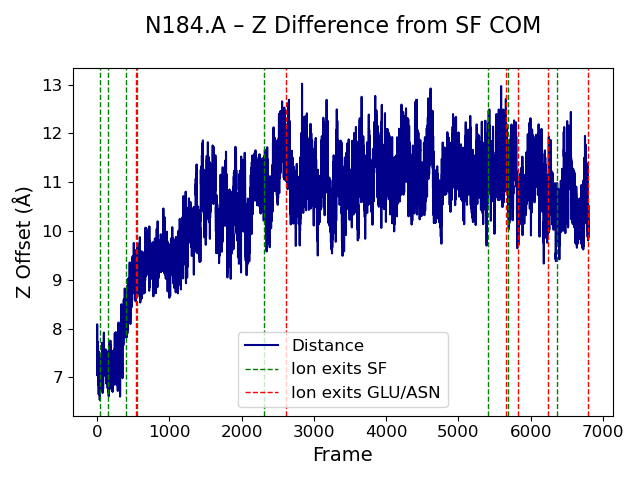 N184.A – Z Difference from SF COM
Z Offset (Å)
13
12
11
10
9
8
7
Distance
Ion exits SF
Ion exits GLU/ASN
0 1000 2000 3000 4000 5000 6000 7000
Frame